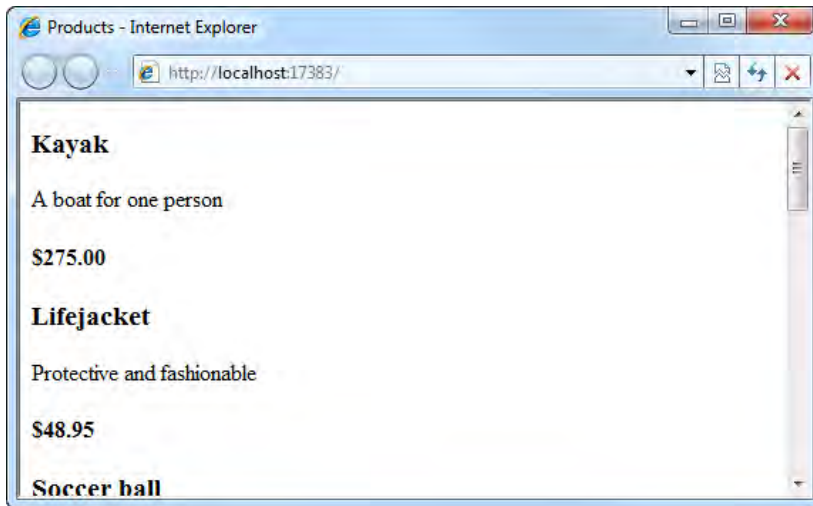 Products - Internet Explorer
http://localhost:17383/
Kayak
A boat for one person
$275.00
Lifejacket
Protective and fashionable
$48.95
Soccer ball